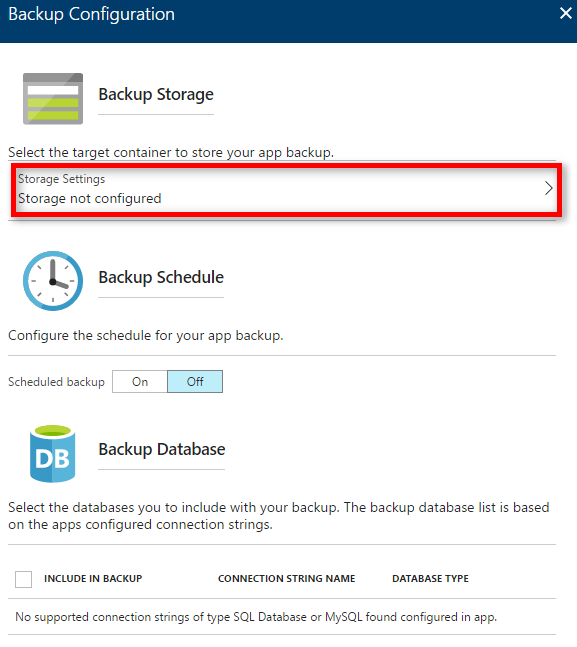 Backup Configuration
Backup Storage
Select the target container to store your app backup.
Storage Settings
Storage not configured
Backup Schedule
Configure the schedule for your app backup.
Scheduled backup On Off
DB
Backup Database
Select the databases you to include with your backup. The backup database list is based
on the apps configured connection strings.
INCLUDE IN BACKUP CONNECTION STRING NAME DATABASE TYPE
No supported connection strings of type SQL Database or MySQL found configured in app.